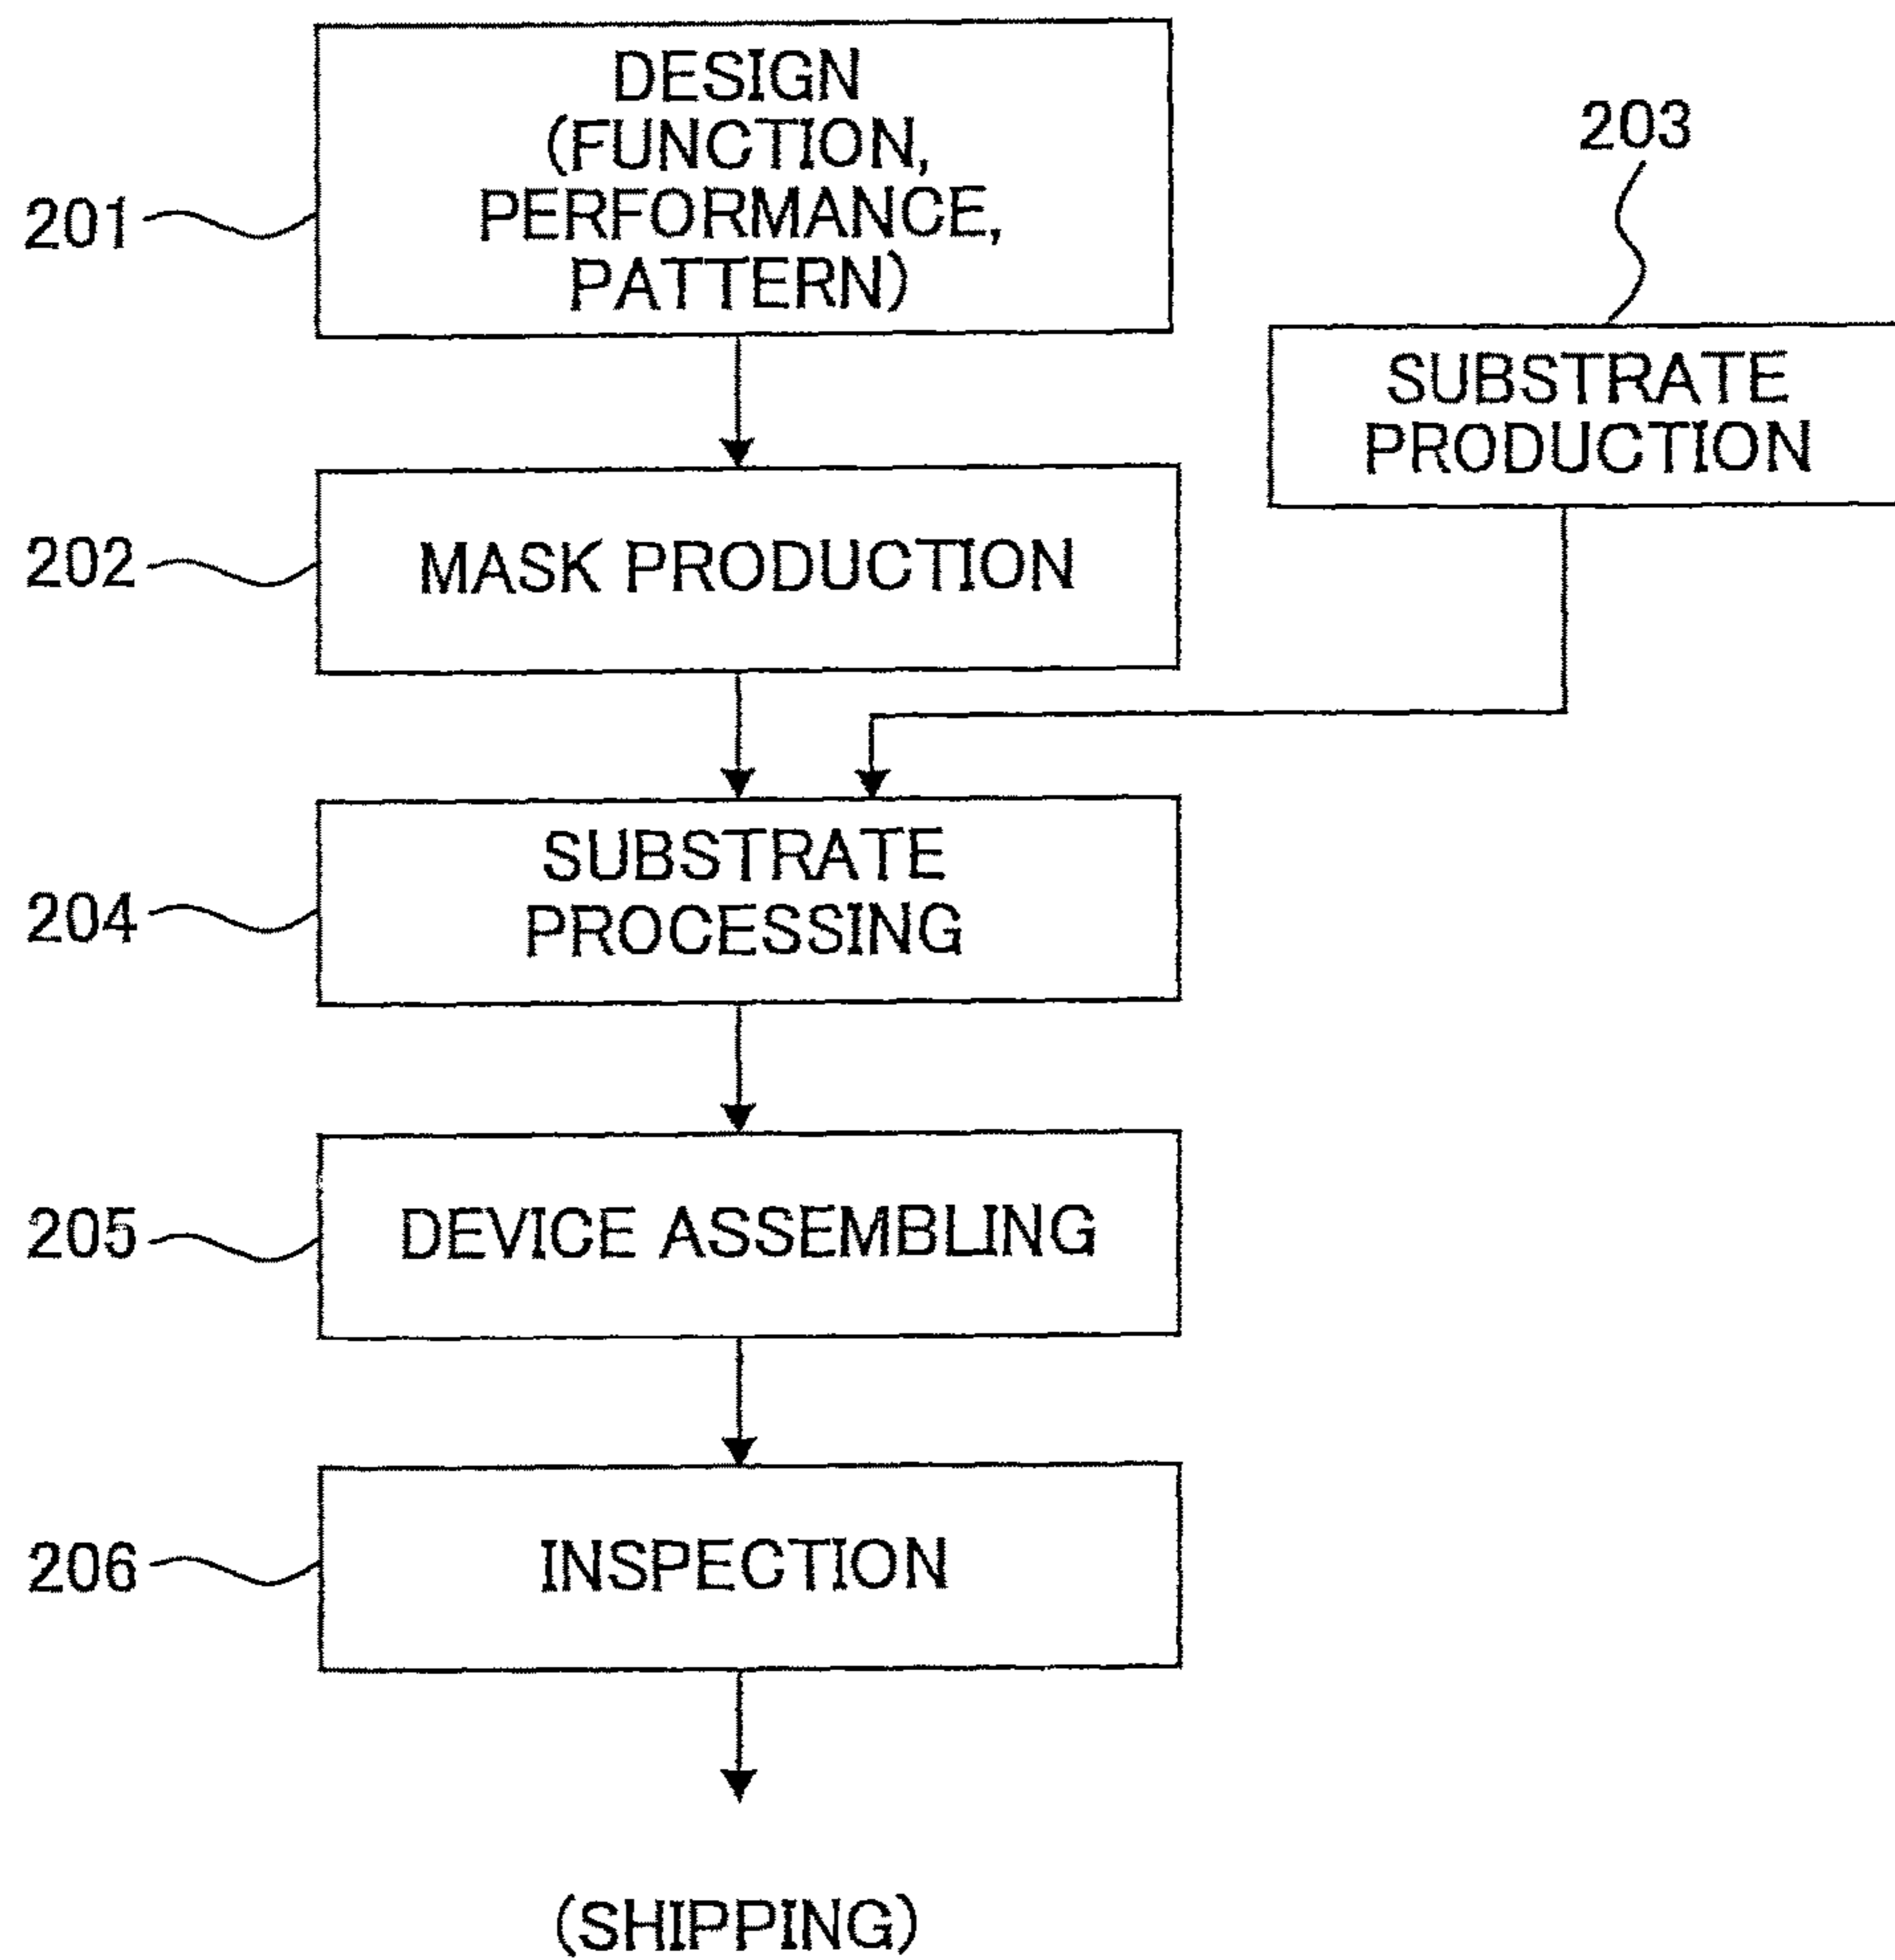 201
DESIGN
(FUNCTION,
PERFORMANCE,
PATTERN)
203
SUBSTRATE
PRODUCTION
202
MASK PRODUCTION
204
SUBSTRATE
PROCESSING
205
DEVICE ASSEMBLING
206
INSPECTION
(SHIPPING)